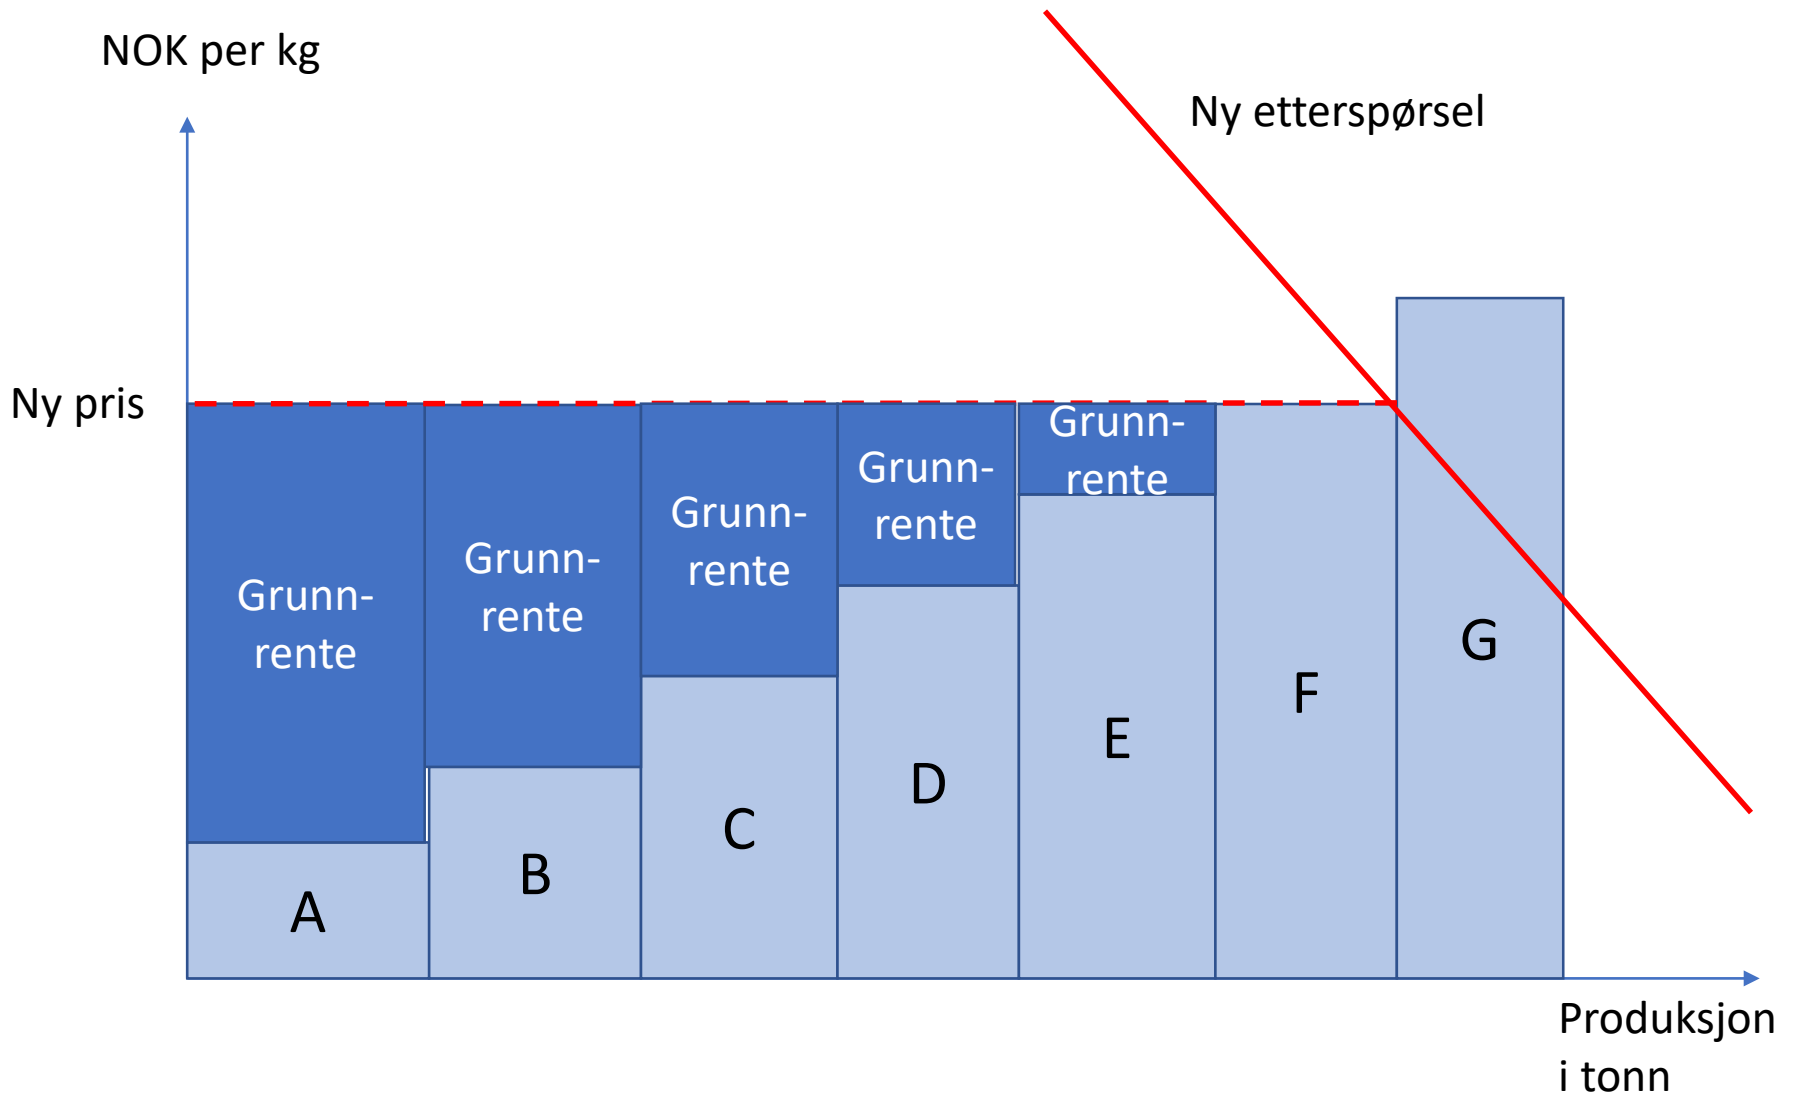 NOK per kg
Ny etterspørsel
Ny pris
Grunn-
rente
Grunn-
rente
Grunn-
rente
Grunn-
rente
Grunn-
rente
A
B
C
D
E
F
G
Produksjon
i tonn